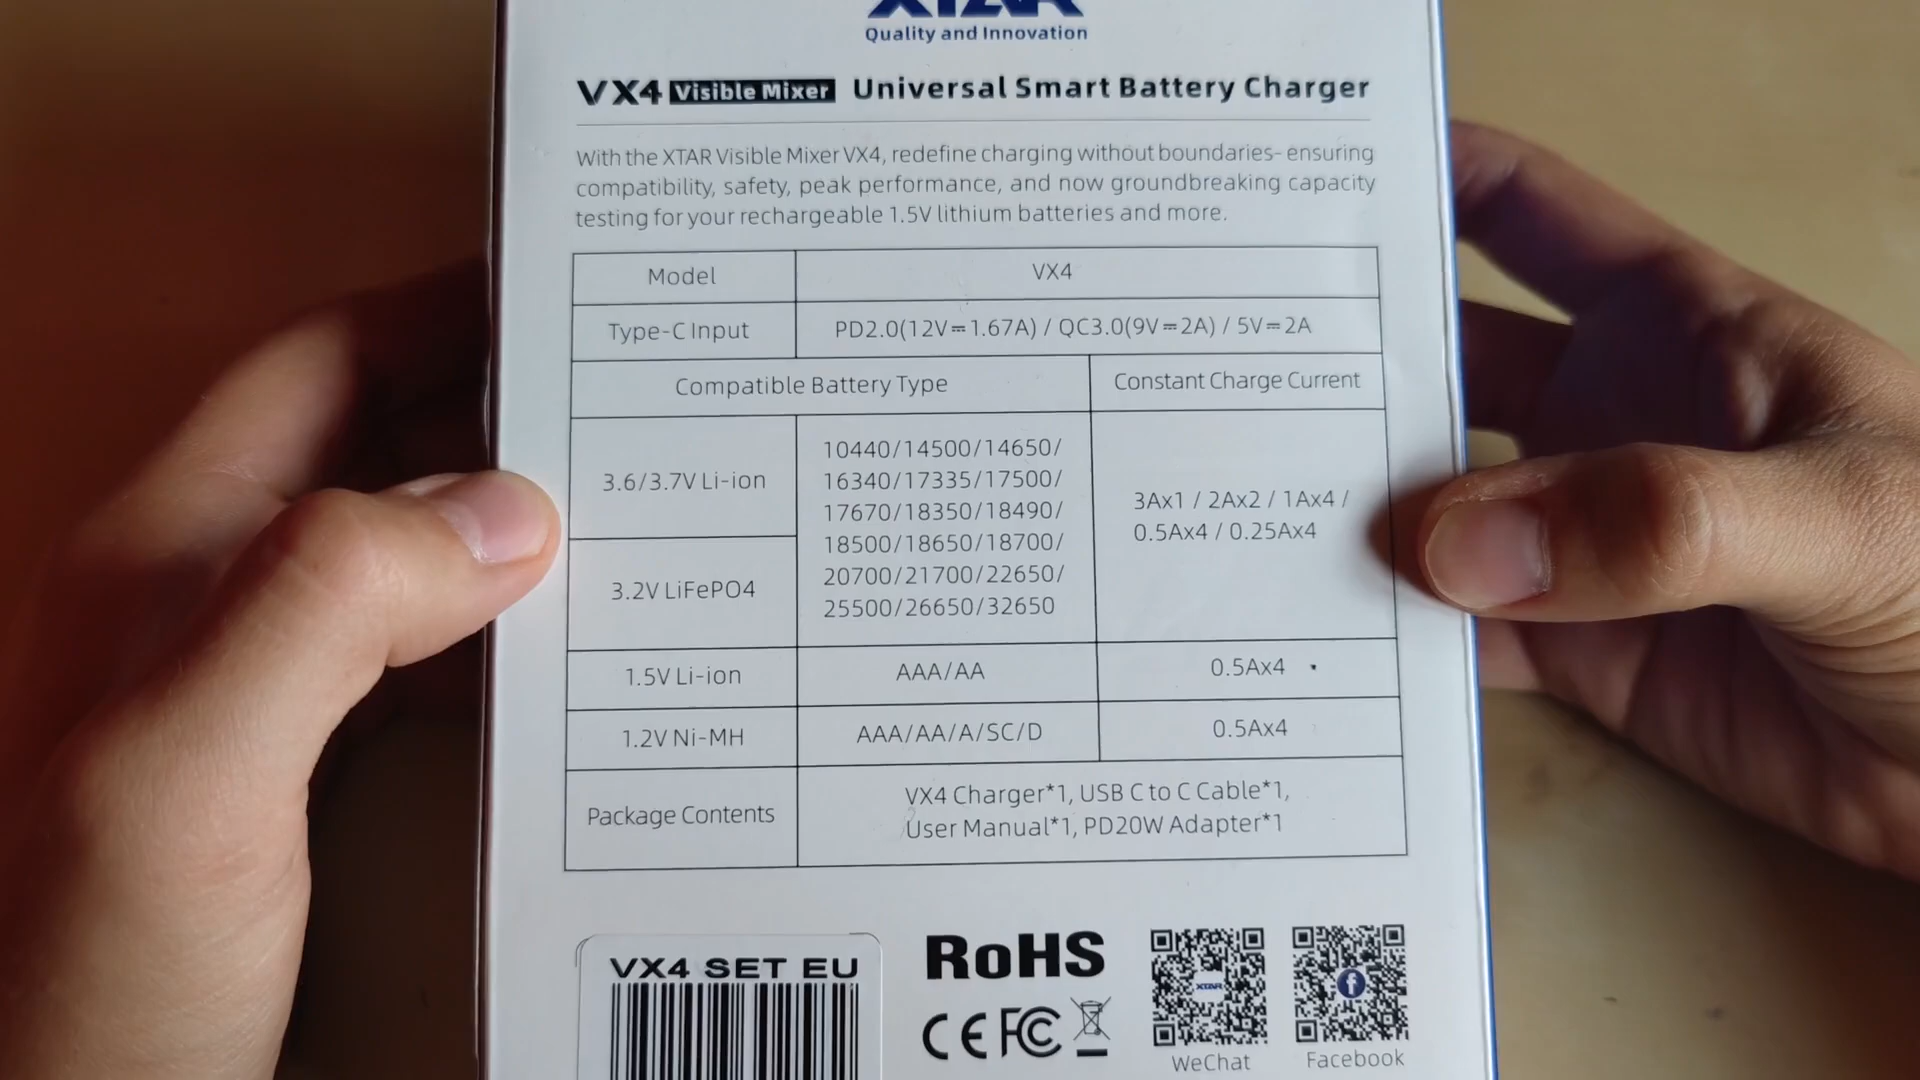 XTAR
Quality and Innovation
VX4 Visible Mixer Universal Smart Battery Charger
With the XTAR Visible Mixer VX4, redefine charging without boundaries- ensuring
compatibility, safety, peak performance, and now groundbreaking capacity
testing for your rechargeable 1.5V lithium batteries and more.
Model VX4
Type-C Input PD2.0(12V⎓1.67A) / QC3.0(9V⎓2A) / 5V⎓2A
Compatible Battery Type Constant Charge Current
3.6/3.7V Li-ion
3.2V LiFePO4
10440/14500/14650/
16340/17335/17500/
17670/18350/18490/
18500/18650/18700/
20700/21700/22650/
25500/26650/32650
3Ax1 / 2Ax2 / 1Ax4 /
0.5Ax4 / 0.25Ax4
1.5V Li-ion AAA/AA 0.5Ax4
1.2V Ni-MH AAA/AA/A/SC/D 0.5Ax4
Package Contents
VX4 Charger*1, USB C to C Cable*1,
User Manual*1, PD20W Adapter*1
VX4 SET EU
RoHS
CE FC
XTAR
f
WeChat
Facebook